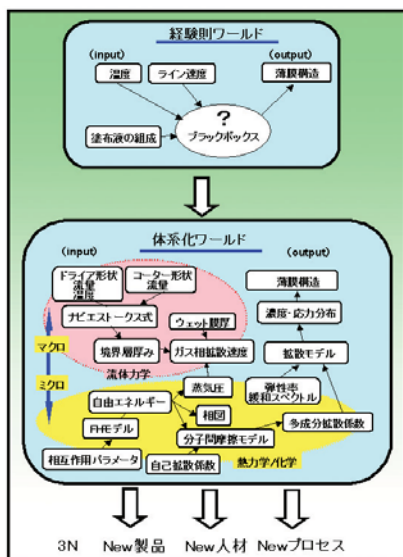 経験則ワールド
(input)
(output)
温度
ライン速度
薄膜構造
?
ブラックボックス
塗布液の組成
体系化ワールド
(input)
(output)
ドライア形状
流量
温度
コーター形状
流量
薄膜構造
ナビエストークス式
ウェット膜厚
濃度・応力分布
マクロ
境界層厚み
ガス相拡散速度
拡散モデル
流体力学
ミクロ
蒸気圧
弾性率
緩和スペクトル
自由エネルギー
相図
FHモデル
分子間摩擦モデル
多成分拡散係数
相互作用パラメータ
自己拡散係数
熱力学/化学
3N New製品 New人材 Newプロセス